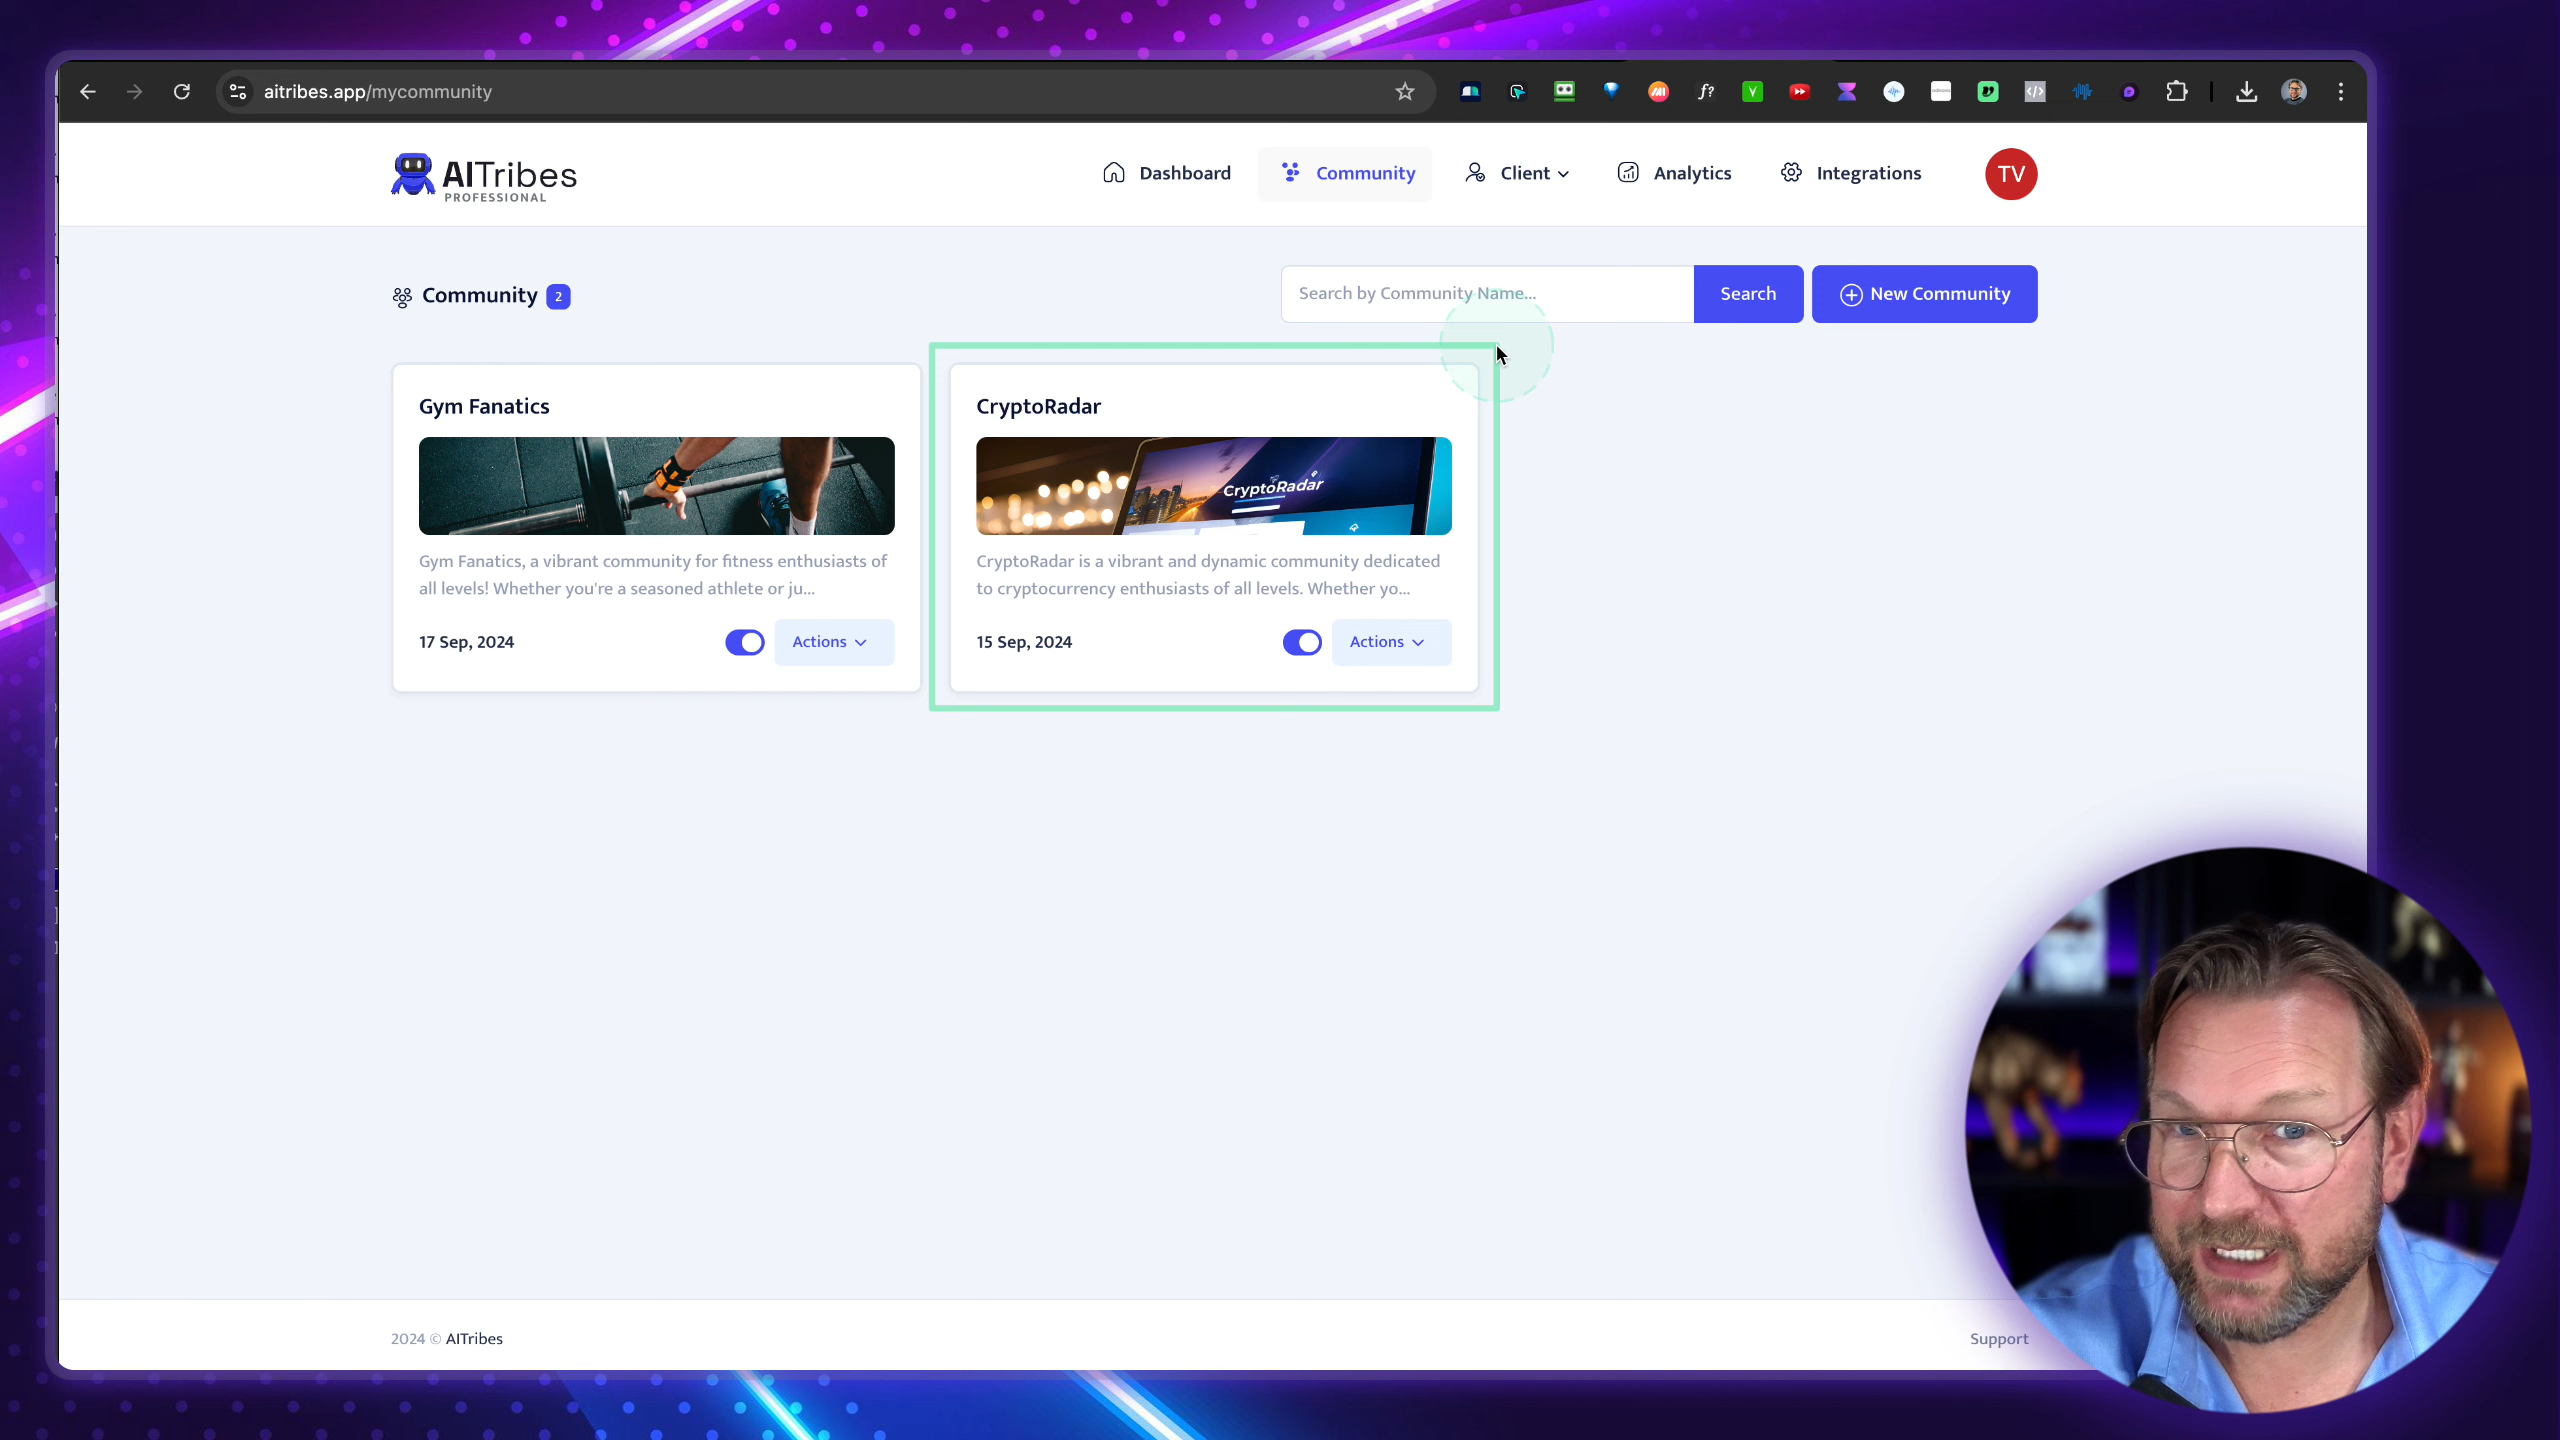 aitribes.app/mycommunity
AITribes
PROFESSIONAL
Dashboard
Community
Client
Analytics
Integrations
TV
Community 2
Search by Community Name...
Search
New Community
Gym Fanatics
Gym Fanatics, a vibrant community for fitness enthusiasts of
all levels! Whether you're a seasoned athlete or ju...
17 Sep, 2024
Actions
CryptoRadar
CryptoRadar
CryptoRadar is a vibrant and dynamic community dedicated
to cryptocurrency enthusiasts of all levels. Whether yo...
15 Sep, 2024
Actions
2024 © AITribes
Support